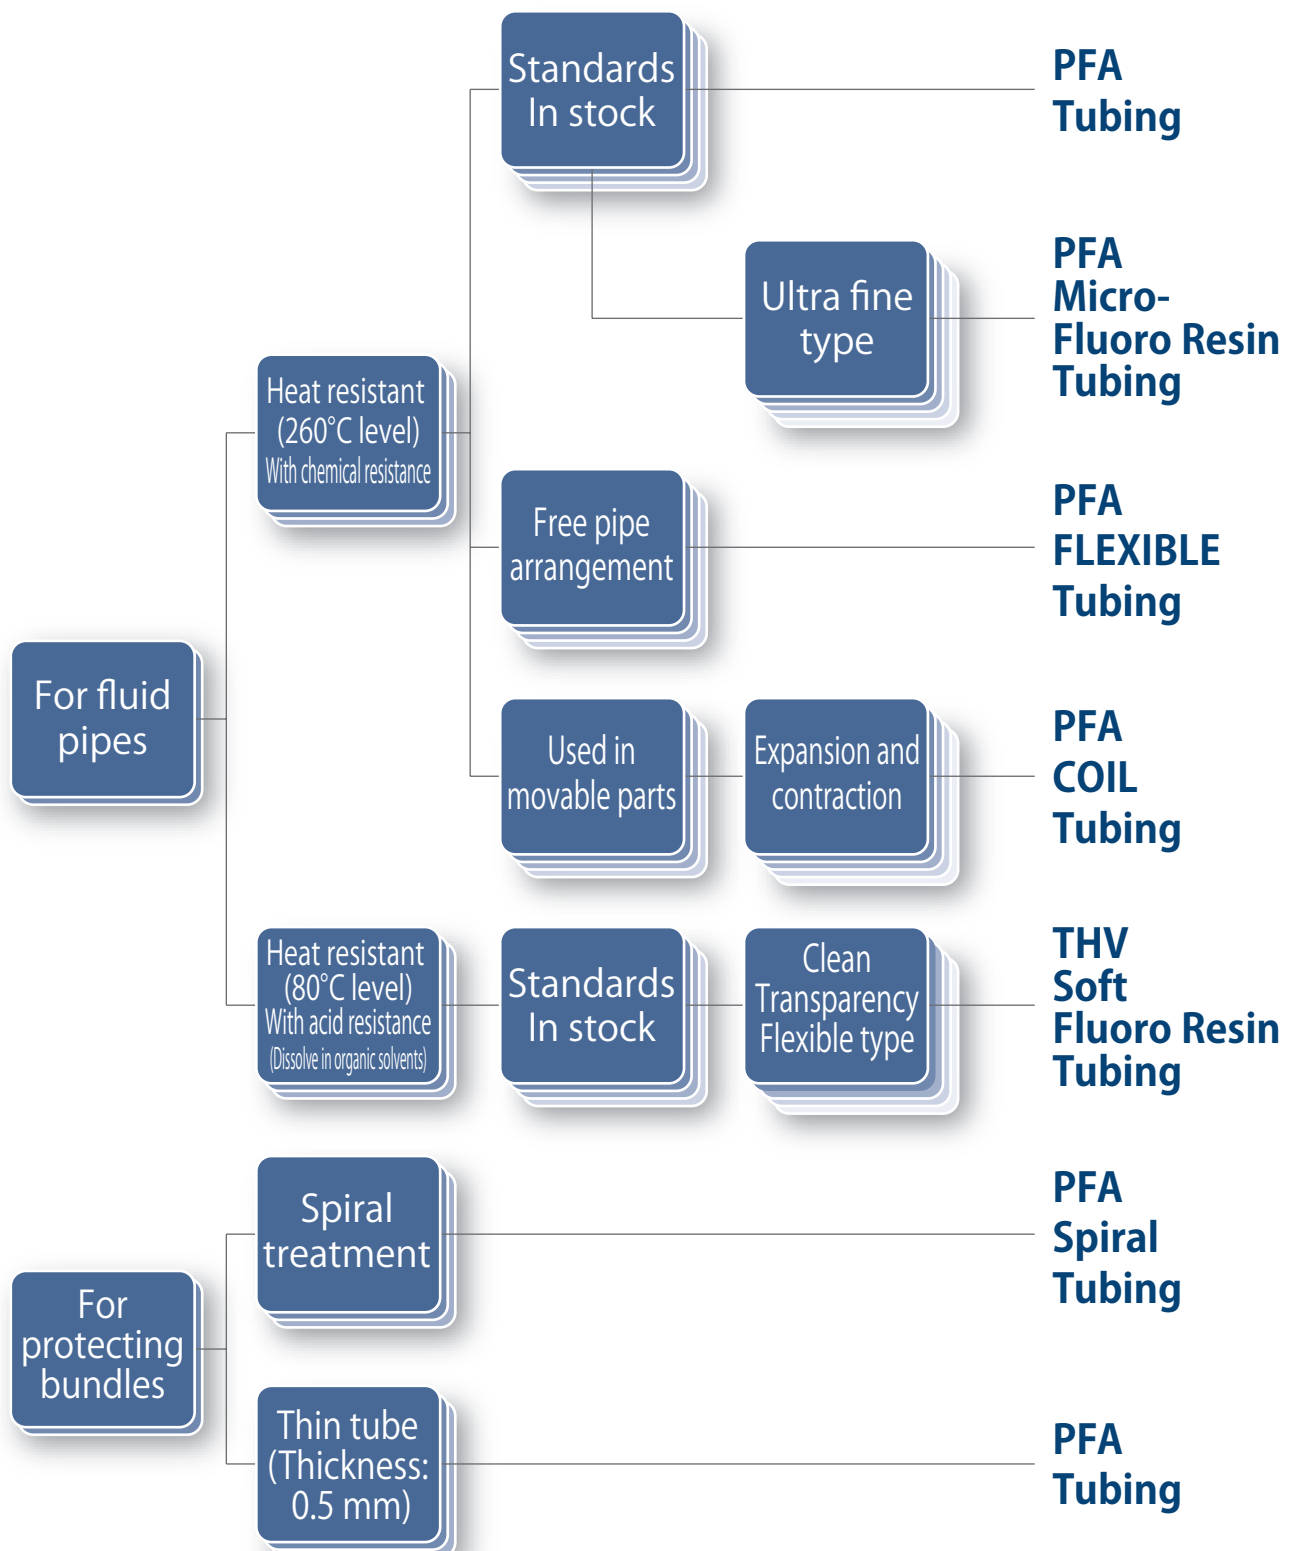 Standards
In stock
PFA
Tubing
Ultra fine
type
PFA
Micro-
Fluoro Resin
Tubing
Heat resistant
(260°C level)
With chemical resistance
Free pipe
arrangement
PFA
FLEXIBLE
Tubing
For fluid
pipes
Used in
movable parts
Expansion and
contraction
PFA
COIL
Tubing
Heat resistant
(80°C level)
With acid resistance
(Dissolve in organic solvents)
Standards
In stock
Clean
Transparency
Flexible type
THV
Soft
Fluoro Resin
Tubing
For
protecting
bundles
Spiral
treatment
PFA
Spiral
Tubing
Thin tube
(Thickness:
0.5 mm)
PFA
Tubing